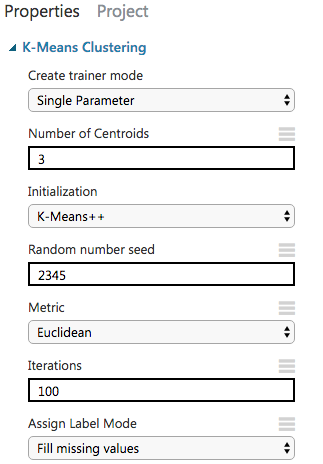 Properties Project
K-Means Clustering
Create trainer mode
Single Parameter
Number of Centroids
3
Initialization
K-Means++
Random number seed
2345
Metric
Euclidean
Iterations
100
Assign Label Mode
Fill missing values